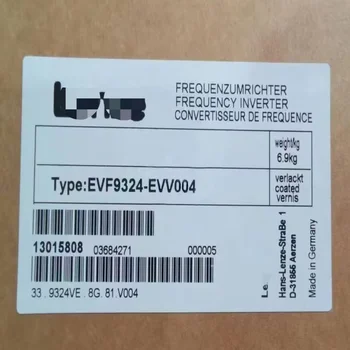 FREQUENZUMRICHTER
FREQUENCY INVERTER
CONVERTISSEUR DE FREQUENCE
weight/kg
6.9kg
Type:EVF9324-EVV004
verlackt
coated
vernis
13015808 03684271 000005
33 . 9324VE . 8G. 81. V004
L.e.
Hans-Lenze-Straße 1
D-31855 Aerzen
Made in Germany